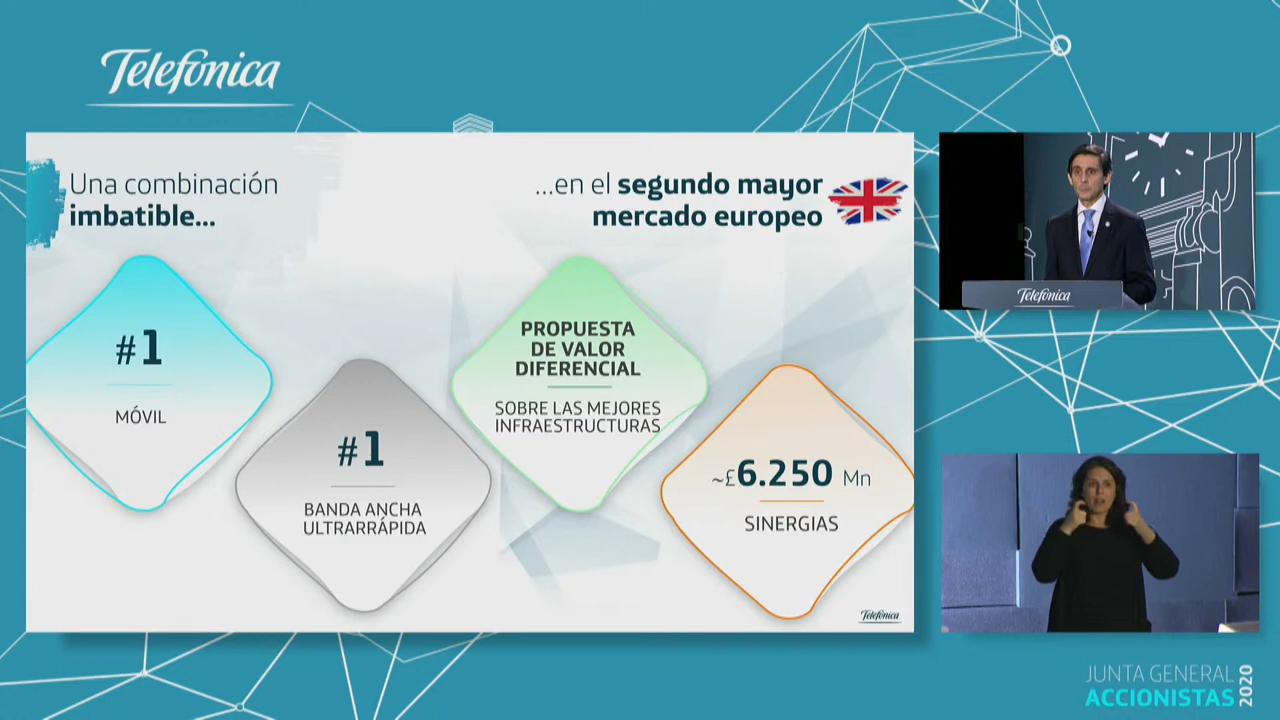 Telefónica
Una combinación
imbatible...
...en el segundo mayor
mercado europeo
#1
MÓVIL
#1
BANDA ANCHA
ULTRARRÁPIDA
PROPUESTA
DE VALOR
DIFERENCIAL
SOBRE LAS MEJORES
INFRAESTRUCTURAS
~£6.250 Mn
SINERGIAS
Telefónica
Telefónica
JUNTA GENERAL
ACCIONISTAS
2020